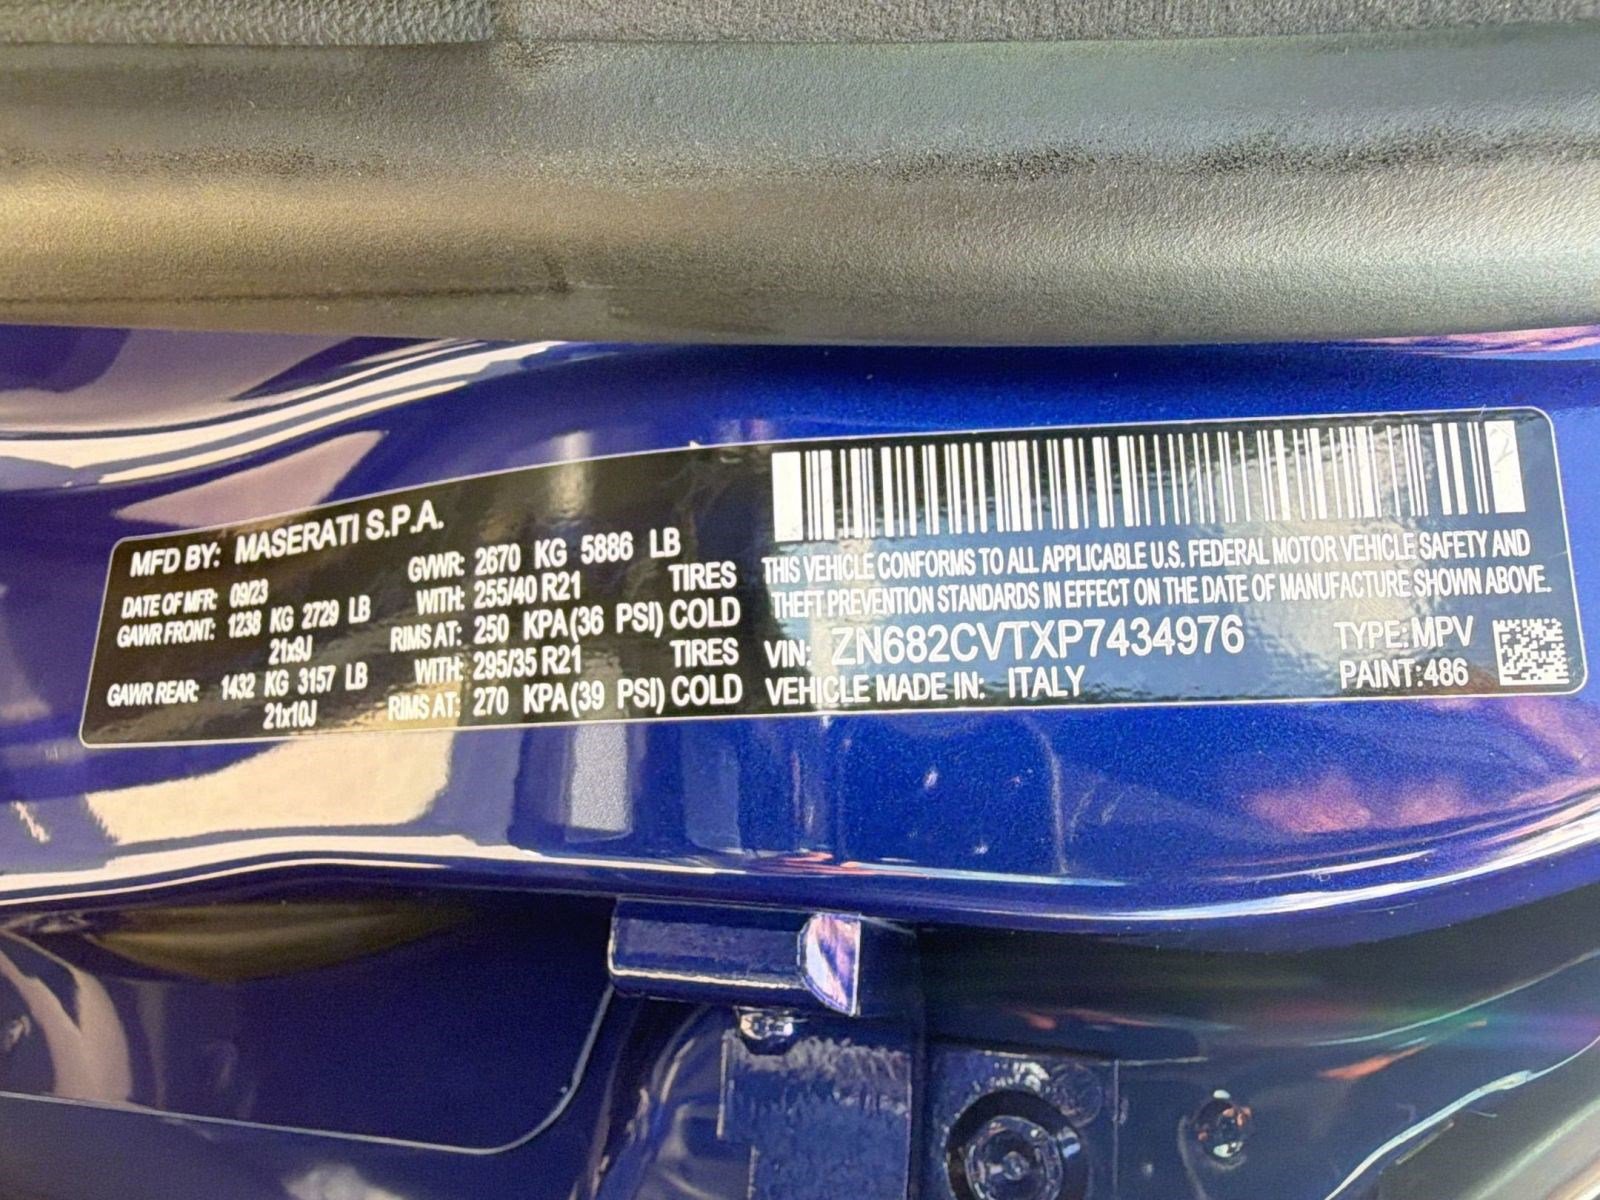 MFD BY: MASERATI S.P.A.
DATE OF MFR: 09/23 GVWR: 2670 KG 5886 LB
GAWR FRONT: 1238 KG 2729 LB WITH: 255/40 R21 TIRES
21x9J RIMS AT: 250 KPA(36 PSI) COLD
GAWR REAR: 1432 KG 3157 LB WITH: 295/35 R21 TIRES
21x10J RIMS AT: 270 KPA(39 PSI) COLD
THIS VEHICLE CONFORMS TO ALL APPLICABLE U.S. FEDERAL MOTOR VEHICLE SAFETY AND
THEFT PREVENTION STANDARDS IN EFFECT ON THE DATE OF MANUFACTURE SHOWN ABOVE.
VIN: ZN682CVTXP7434976 TYPE:MPV
VEHICLE MADE IN: ITALY PAINT:486